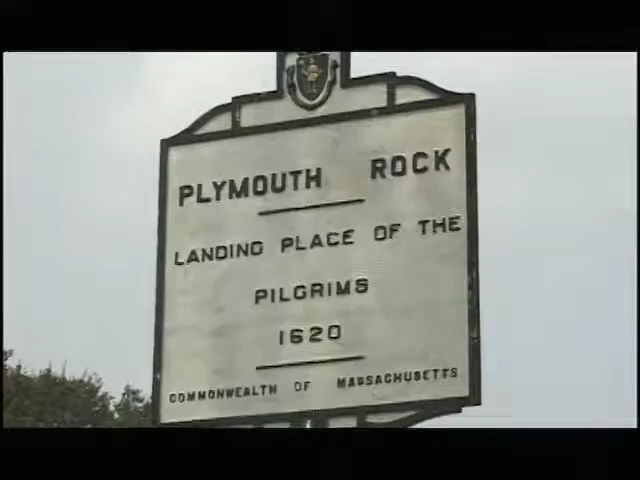 PLYMOUTH ROCK
LANDING PLACE OF THE
PILGRIMS
1620
COMMONWEALTH OF MASSACHUSETTS